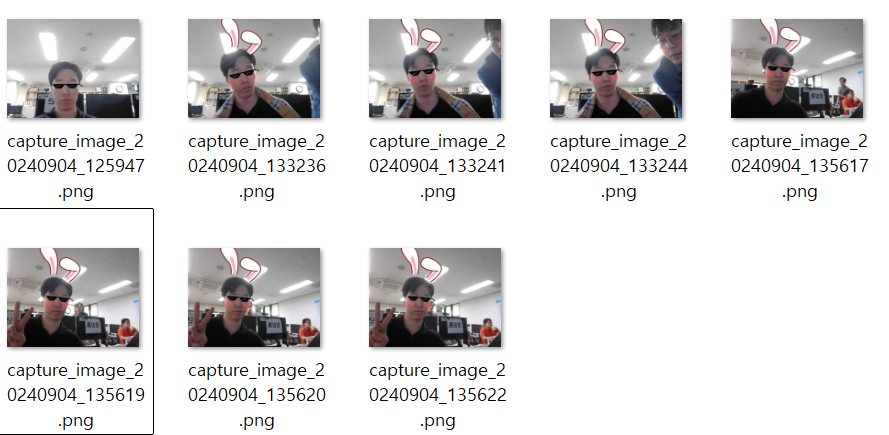 capture_image_2
0240904_125947
.png
capture_image_2
0240904_133236
.png
capture_image_2
0240904_133241
.png
capture_image_2
0240904_133244
.png
capture_image_2
0240904_135617
.png
capture_image_2
0240904_135619
.png
capture_image_2
0240904_135620
.png
capture_image_2
0240904_135622
.png